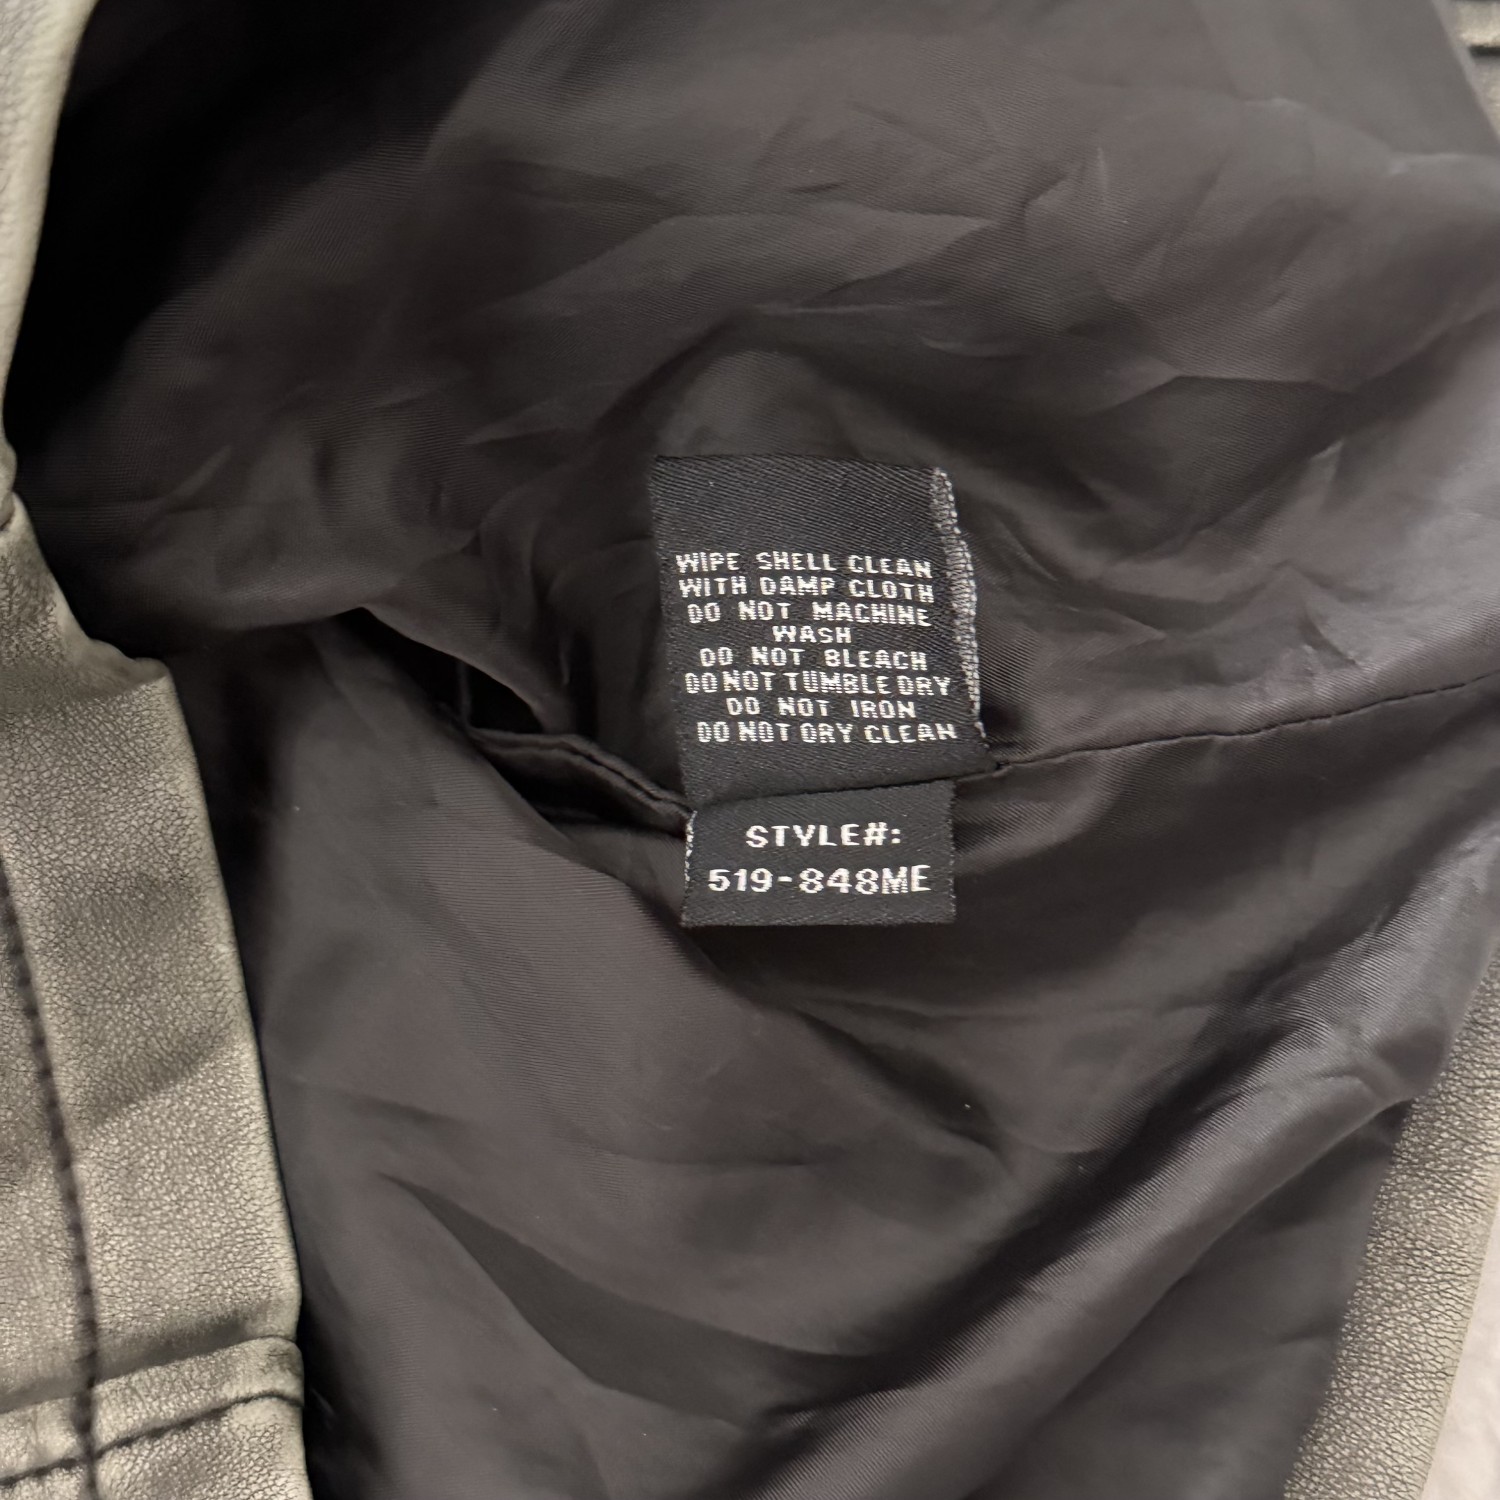 WIPE SHELL CLEAN
WITH DAMP CLOTH
DO NOT MACHINE
WASH
DO NOT BLEACH
DO NOT TUMBLE DRY
DO NOT IRON
DO NOT DRY CLEAN
STYLE#:
519-848ME